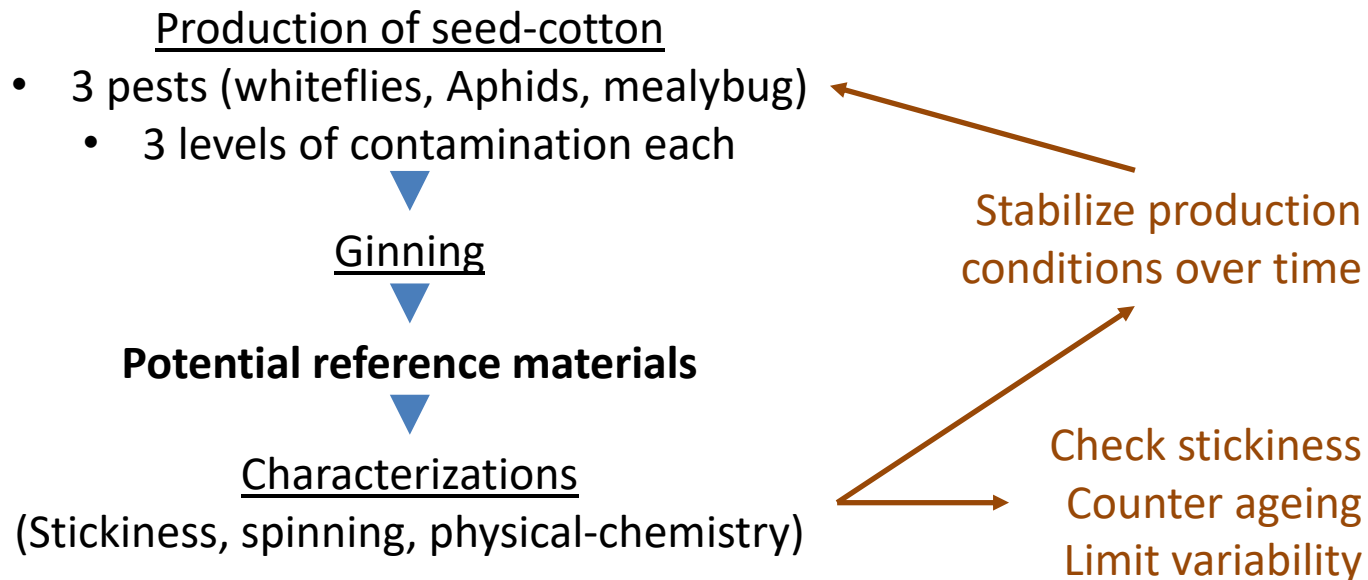 Production of seed-cotton
• 3 pests (whiteflies, Aphids, mealybug)
• 3 levels of contamination each
Ginning
Potential reference materials
Characterizations
(Stickiness, spinning, physical-chemistry)
Stabilize production
conditions over time
Check stickiness
Counter ageing
Limit variability